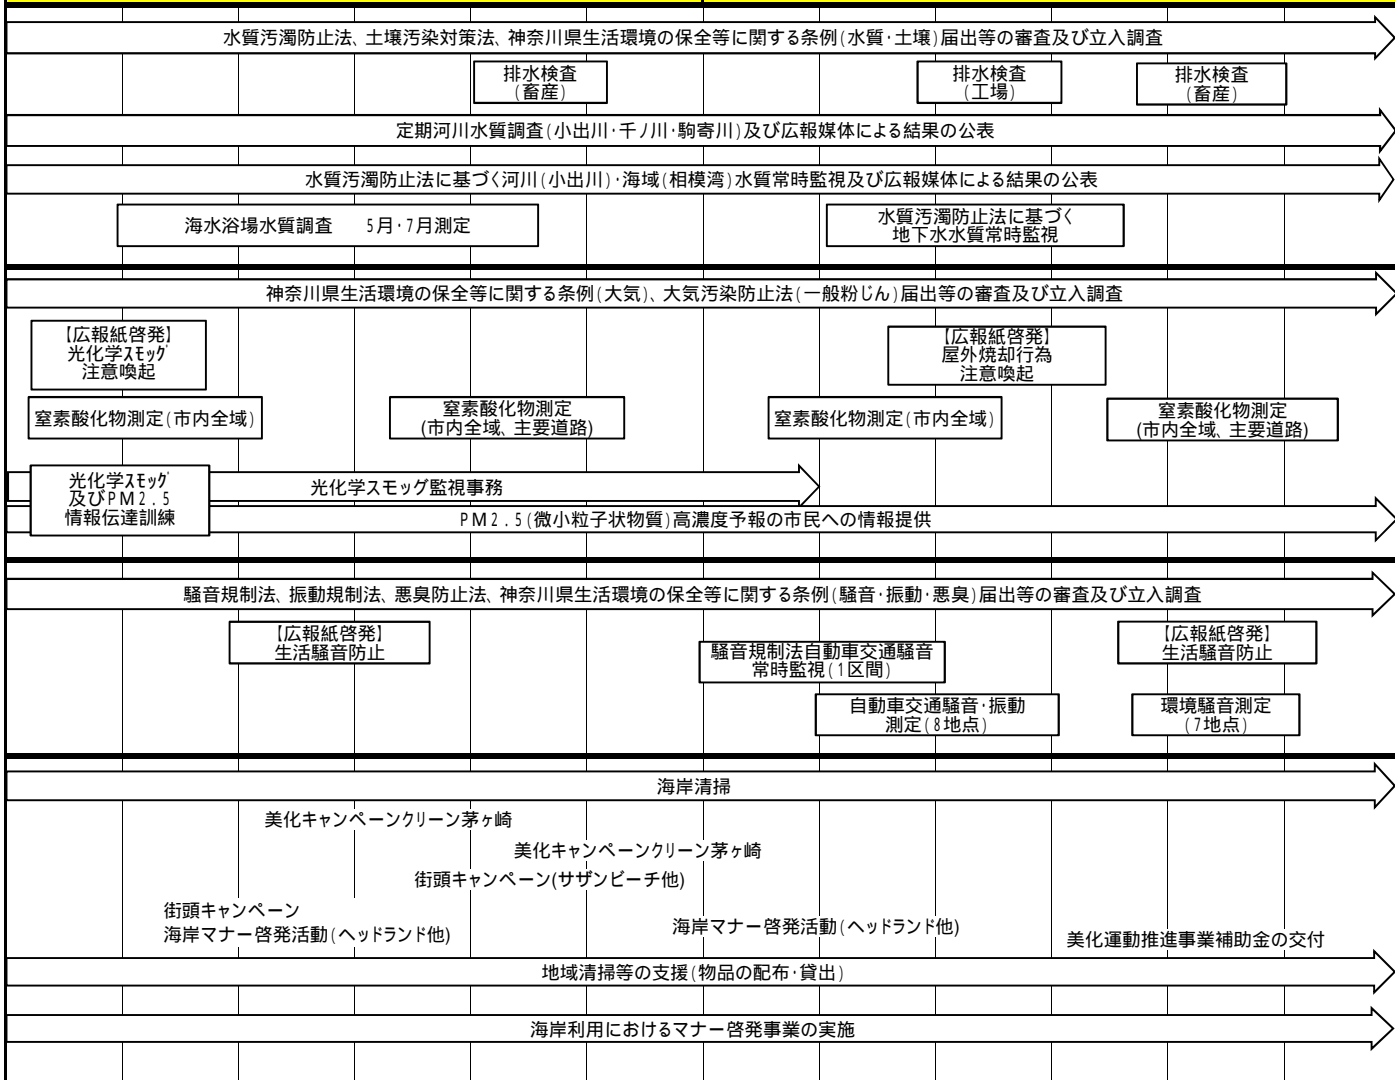 水質汚濁防止法、土壌汚染対策法、神奈川県生活環境の保全等に関する条例(水質・土壌)届出等の審査及び立入調査
排水検査
(畜産)
排水検査
(工場)
排水検査
(畜産)
定期河川水質調査(小出川・千ノ川・駒寄川)及び広報媒体による結果の公表
水質汚濁防止法に基づく河川(小出川)・海域(相模湾)水質常時監視及び広報媒体による結果の公表
海水浴場水質調査　5月・7月測定
水質汚濁防止法に基づく
地下水水質常時監視
神奈川県生活環境の保全等に関する条例(大気)、大気汚染防止法(一般粉じん)届出等の審査及び立入調査
【広報紙啓発】
光化学ｽﾓｯｸﾞ
注意喚起
【広報紙啓発】
屋外焼却行為
注意喚起
窒素酸化物測定(市内全域)
窒素酸化物測定
(市内全域、主要道路)
窒素酸化物測定(市内全域)
窒素酸化物測定
(市内全域、主要道路)
光化学ｽﾓｯｸﾞ
及びPM2.5
情報伝達訓練
光化学スモッグ監視事務
PM2.5(微小粒子状物質)高濃度予報の市民への情報提供
騒音規制法、振動規制法、悪臭防止法、神奈川県生活環境の保全等に関する条例(騒音・振動・悪臭)届出等の審査及び立入調査
【広報紙啓発】
生活騒音防止
騒音規制法自動車交通騒音
常時監視(1区間)
【広報紙啓発】
生活騒音防止
自動車交通騒音・振動
測定(8地点)
環境騒音測定
(7地点)
海岸清掃
美化キャンペーンクリーン茅ヶ崎
美化キャンペーンクリーン茅ヶ崎
街頭キャンペーン(サザンビーチ他)
街頭キャンペーン
海岸マナー啓発活動(ヘッドランド他)
海岸マナー啓発活動(ヘッドランド他)
美化運動推進事業補助金の交付
地域清掃等の支援(物品の配布・貸出)
海岸利用におけるマナー啓発事業の実施